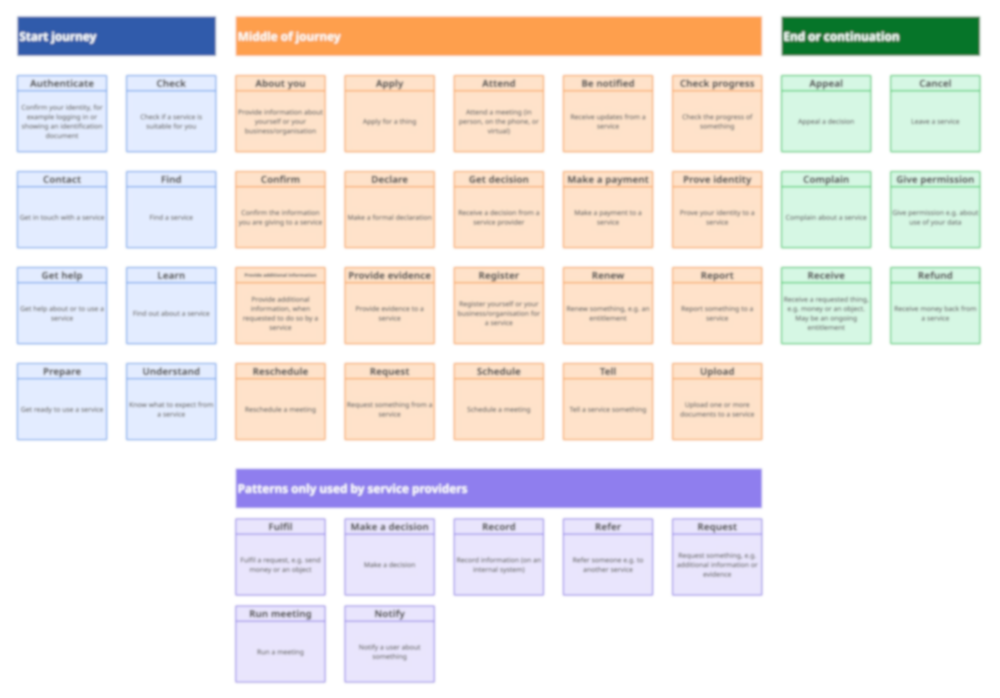 Start journey
Middle of journey
End or continuation
Authenticate
Confirm your identity, for
example logging in or
showing an identification
document
Check
Check if a service is
suitable for you
About you
Provide information about
yourself or your
business/organisation
Apply
Apply for a thing
Attend
Attend a meeting (in
person, on the phone, or
virtual)
Be notified
Receive updates from a
service
Check progress
Check the progress of
something
Appeal
Appeal a decision
Cancel
Leave a service
Contact
Get in touch with a service
Find
Find a service
Confirm
Confirm the information
you are giving to a service
Declare
Make a formal declaration
Get decision
Receive a decision from a
service provider
Make a payment
Make a payment to a
service
Prove identity
Prove your identity to a
service
Complain
Complain about a service
Give permission
Give permission e.g. about
use of your data
Get help
Get help about or to use a
service
Learn
Find out about a service
Provide additional information
Provide additional
information, when
requested to do so by a
service
Provide evidence
Provide evidence to a
service
Register
Register yourself or your
business/organisation for
a service
Renew
Renew something, e.g. an
entitlement
Report
Report something to a
service
Receive
Receive a requested thing,
e.g. money or an object.
May be an ongoing
entitlement
Refund
Receive money back from
a service
Prepare
Get ready to use a service
Understand
Know what to expect from
a service
Reschedule
Reschedule a meeting
Request
Request something from a
service
Schedule
Schedule a meeting
Tell
Tell a service something
Upload
Upload one or more
documents to a service
Patterns only used by service providers
Fulfil
Fulfil a request, e.g. send
money or an object
Make a decision
Make a decision
Record
Record information (on an
internal system)
Refer
Refer someone e.g. to
another service
Request
Request something, e.g.
additional information or
evidence
Run meeting
Run a meeting
Notify
Notify a user about
something